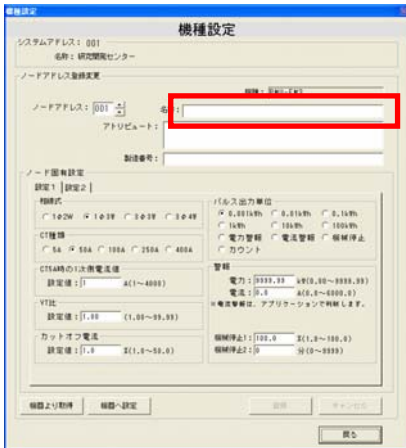 機種設定
機種設定
システムアドレス: 001
名称: 研究開発センター
ノードアドレス登録変更
ノードアドレス: 001
アトリビュート:
製造番号:
ノード固有設定
設定1 設定2
相線式
1φ2W 1φ3W 3φ3W 3φ4W
CT種類
5A 50A 100A 250A 400A
CT5A時の1次側電流値
設定値: 1 A(1~4000)
VT比
設定値: 1.00 (1.00~99.99)
カットオフ電流
設定値: 1.0 %(1.0~50.0)
パルス出力単位
0.001kWh 0.01kWh 0.1kWh
1kWh 10kWh 100kWh
電力警報 電流警報 機械停止
カウント
警報
電力: 9999.99 kW(0.00~9999.99)
電流: 0.0 A(0.0~6000.0)
※電流警報は、アプリケーションで判断します。
機械停止1: 100.0 %(1.0~100.0)
機械停止2: 0 分(0~9999)
機器より取得 機器へ設定 登録 キャンセル
戻る